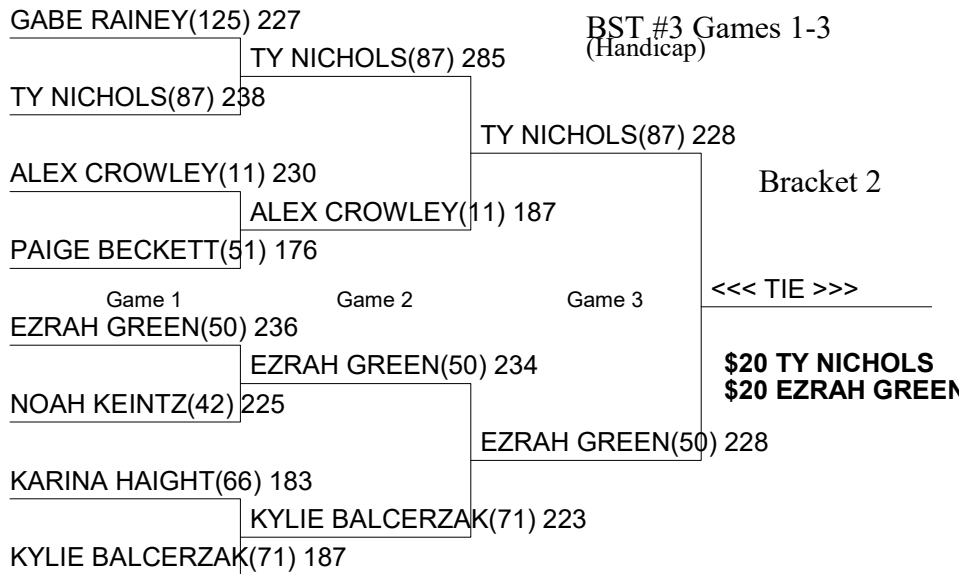 GABE RAINEY(125) 227
BST #3 Games 1-3
(Handicap)
TY NICHOLS(87) 285
TY NICHOLS(87) 238
TY NICHOLS(87) 228
ALEX CROWLEY(11) 230
Bracket 2
ALEX CROWLEY(11) 187
PAIGE BECKETT(51) 176
Game 1 Game 2 Game 3
<<< TIE >>>
EZRAH GREEN(50) 236
EZRAH GREEN(50) 234
$20 TY NICHOLS
$20 EZRAH GREEN
NOAH KEINTZ(42) 225
EZRAH GREEN(50) 228
KARINA HAIGHT(66) 183
KYLIE BALCERZAK(71) 223
KYLIE BALCERZAK(71) 187